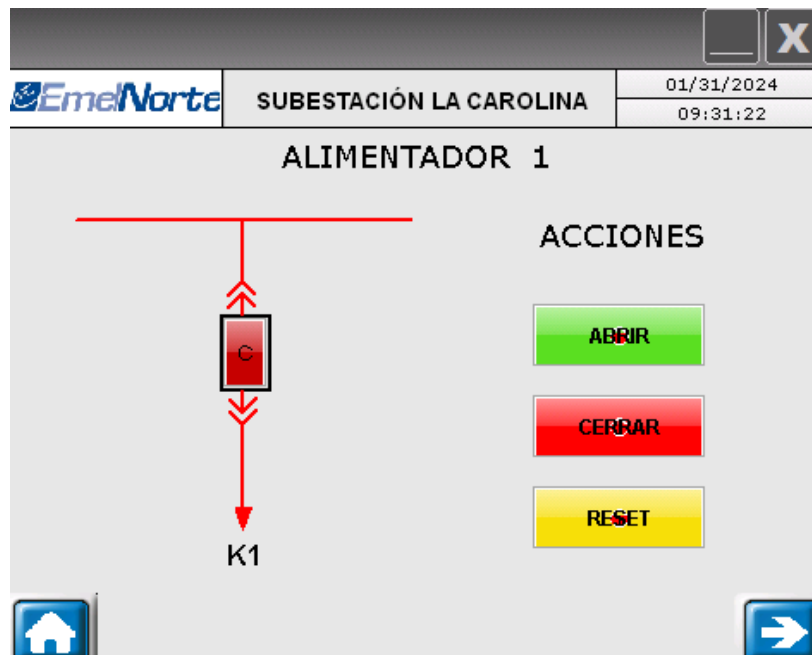 EmelNorte
SUBESTACIÓN LA CAROLINA
01/31/2024
09:31:22
ALIMENTADOR 1
ACCIONES
ABRIR
C
CERRAR
RESET
K1